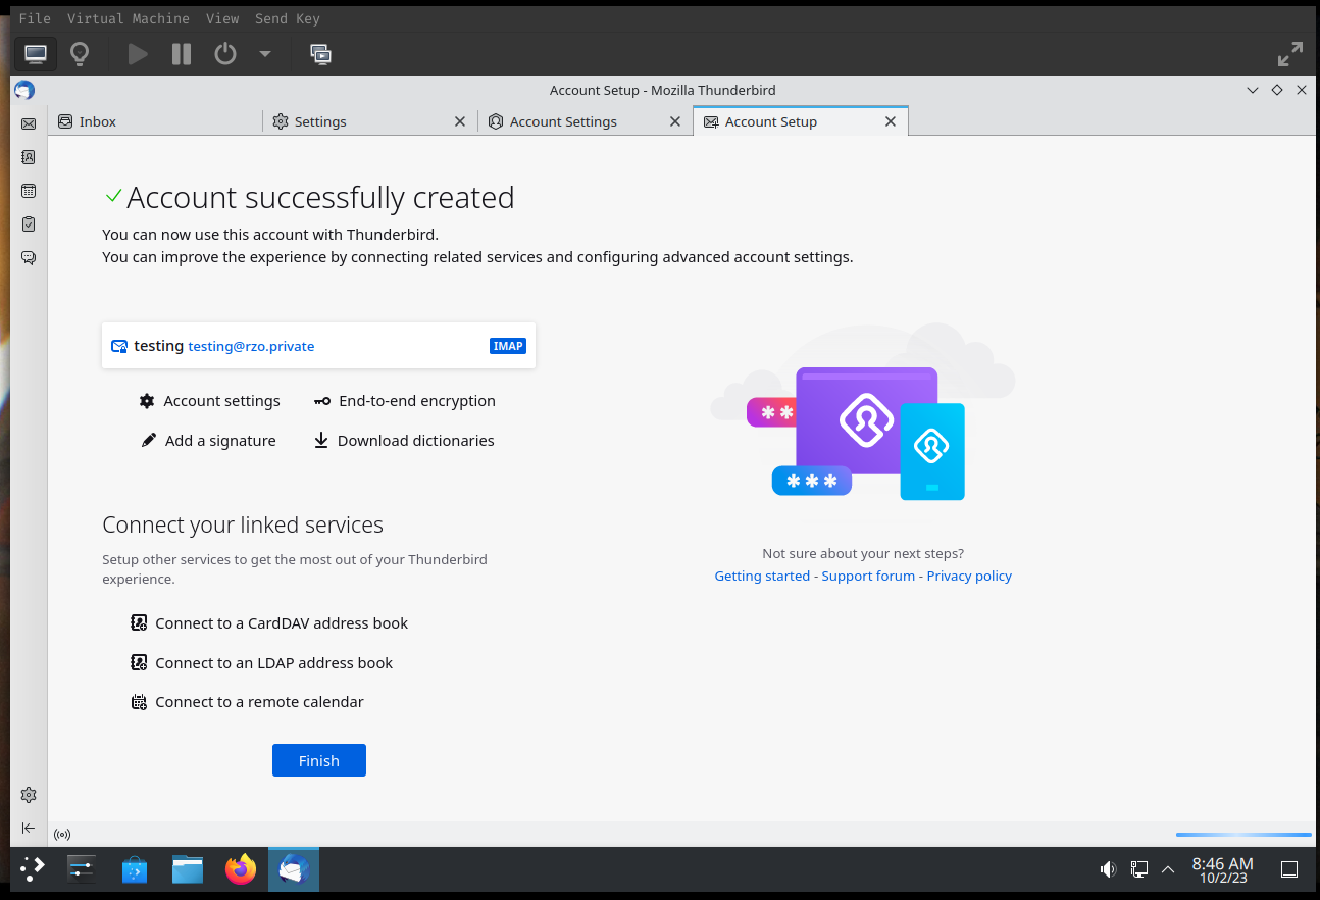 File Virtual Machine View Send Key
Account Setup - Mozilla Thunderbird
Inbox Settings Account Settings Account Setup
Account successfully created
You can now use this account with Thunderbird.
You can improve the experience by connecting related services and configuring advanced account settings.
testing testing@rzo.private IMAP
Account settings End-to-end encryption
Add a signature Download dictionaries
Connect your linked services
Setup other services to get the most out of your Thunderbird
experience.
Connect to a CardDAV address book
Connect to an LDAP address book
Connect to a remote calendar
Finish
***
***
Not sure about your next steps?
Getting started - Support forum - Privacy policy
8:46 AM
10/2/23